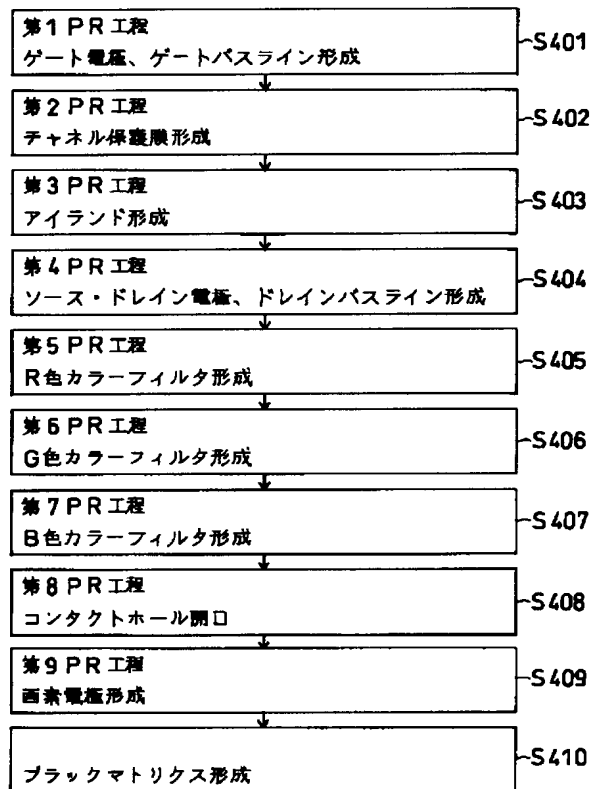 第1PR工程
ゲート電極、ゲートバスライン形成
S401
第2PR工程
チャネル保護膜形成
S402
第3PR工程
アイランド形成
S403
第4PR工程
ソース・ドレイン電極、ドレインバスライン形成
S404
第5PR工程
R色カラーフィルタ形成
S405
第6PR工程
G色カラーフィルタ形成
S406
第7PR工程
B色カラーフィルタ形成
S407
第8PR工程
コンタクトホール開口
S408
第9PR工程
画素電極形成
S409
ブラックマトリクス形成
S410